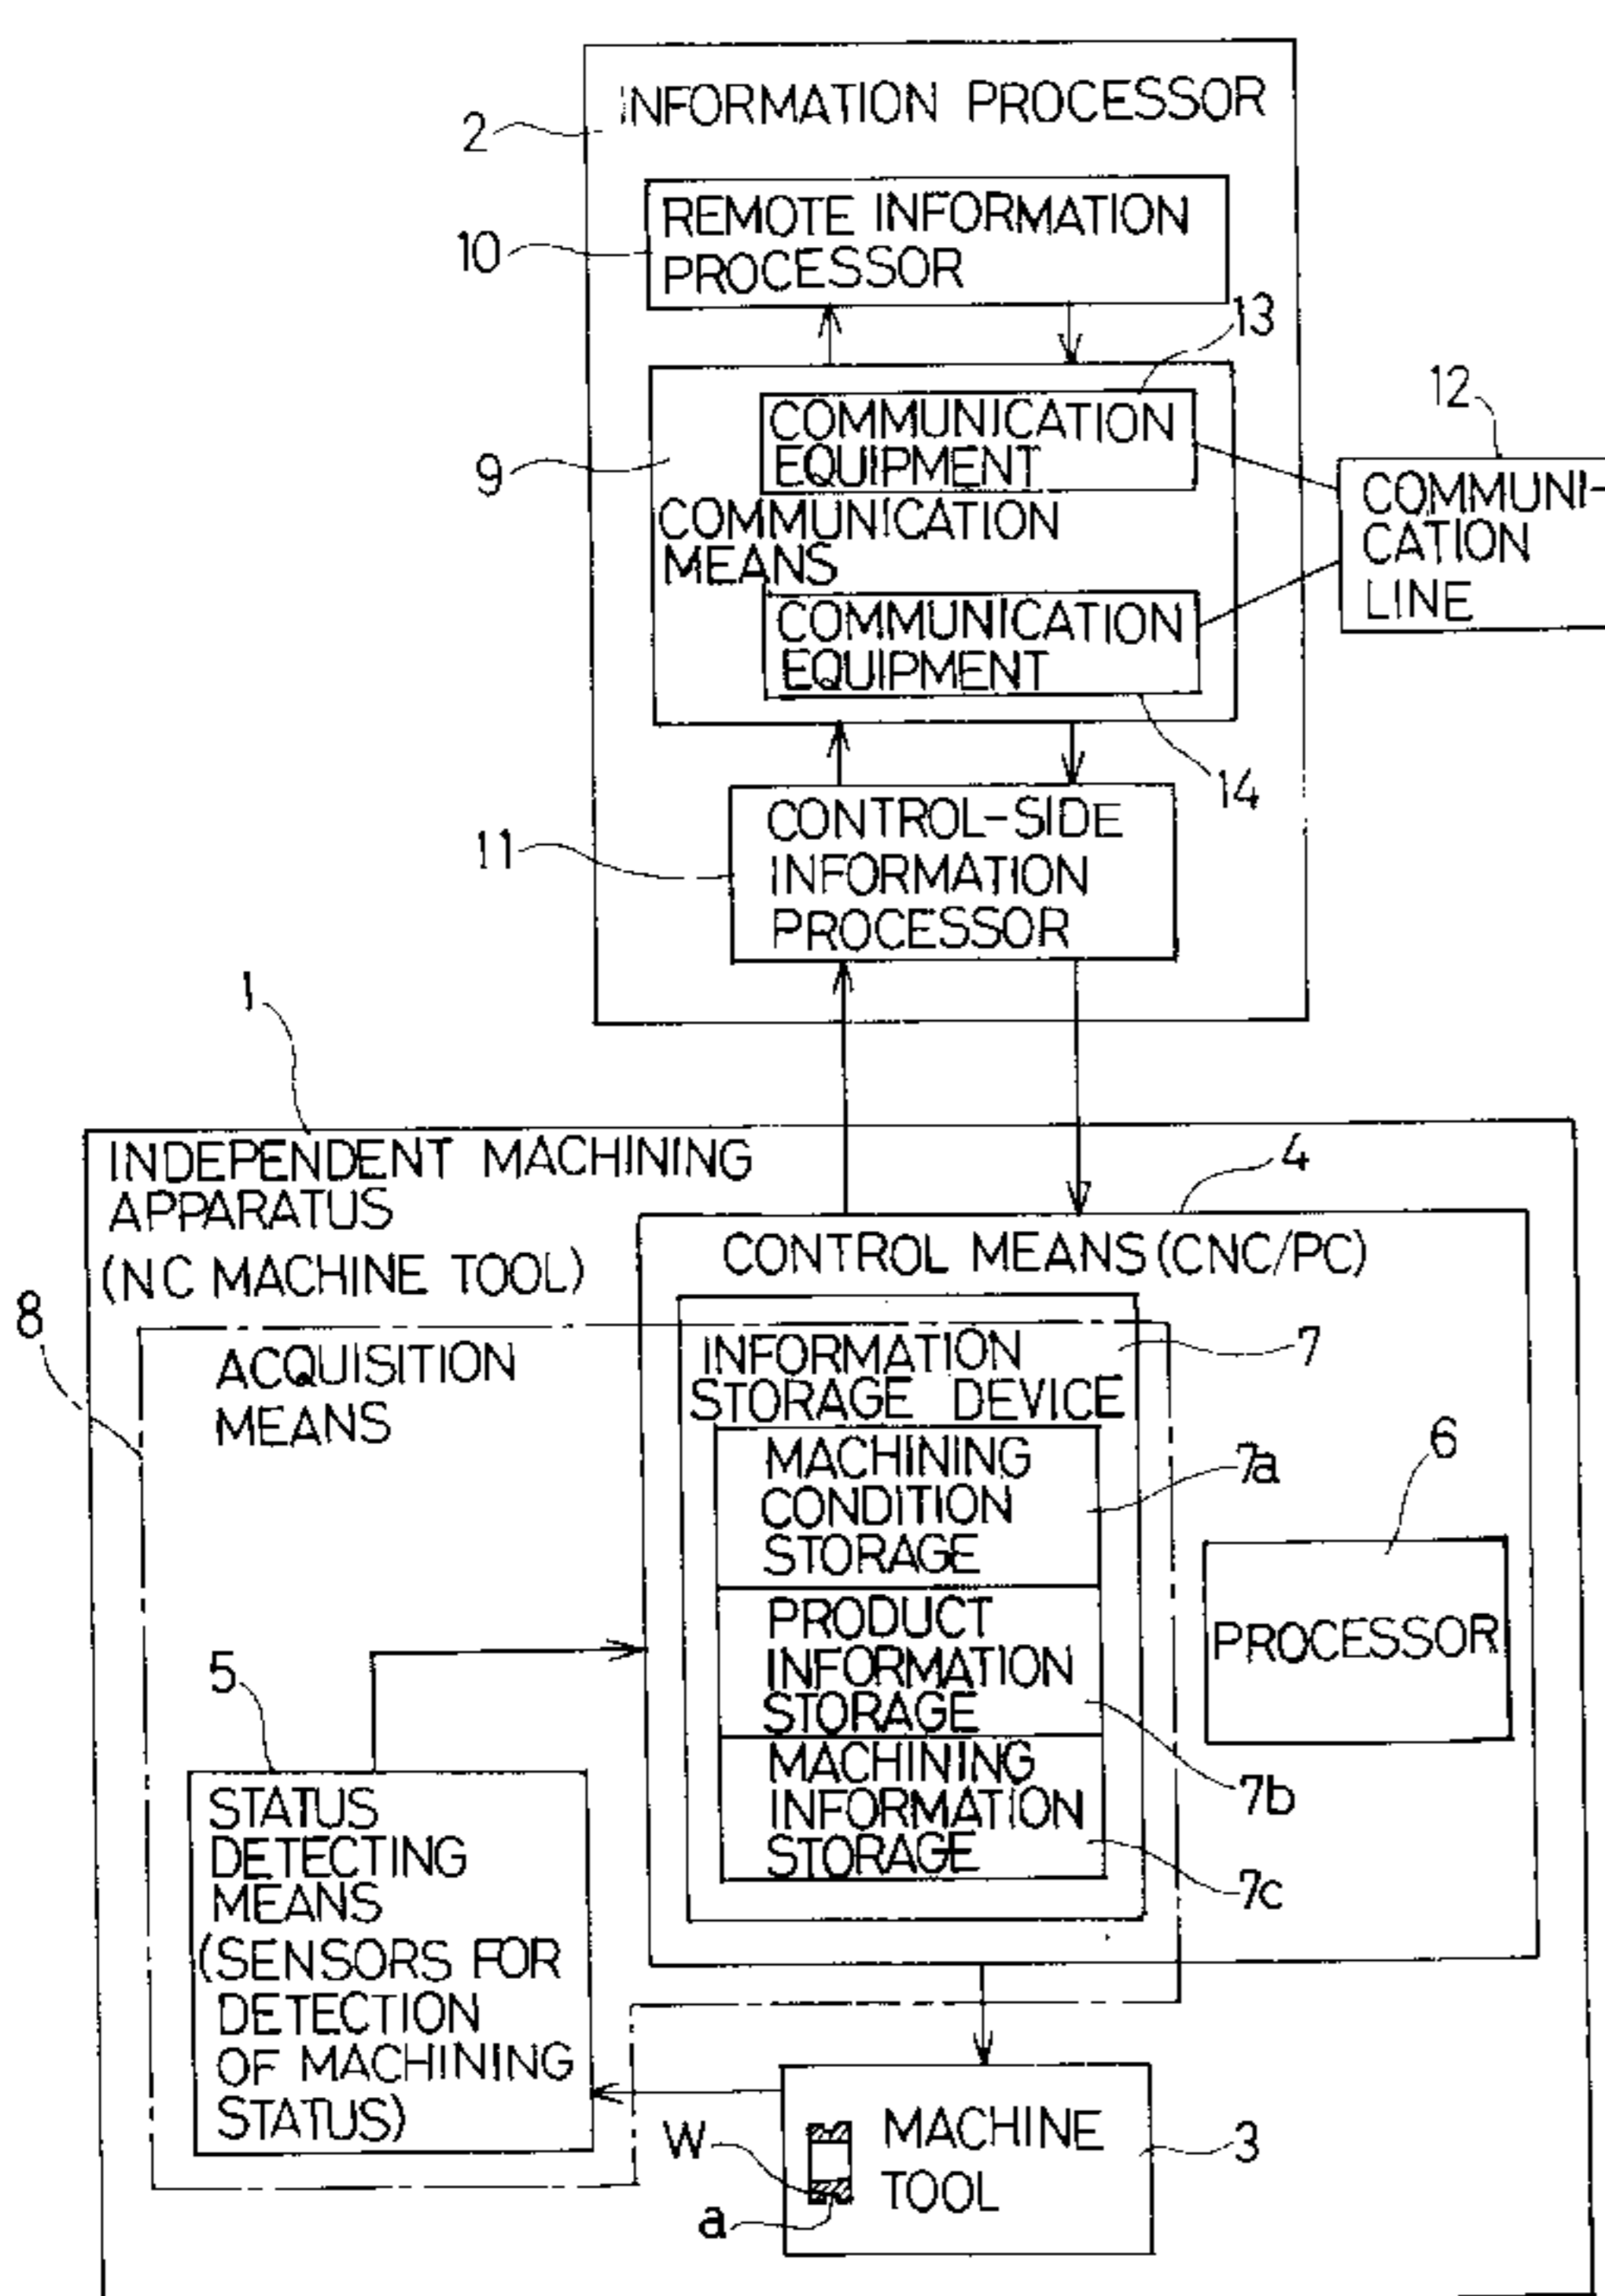 INFORMATION PROCESSOR
2
REMOTE INFORMATION
PROCESSOR
10
13
COMMUNICATION
EQUIPMENT
9
COMMUNICATION
MEANS
12
COMMUNI-
CATION
LINE
COMMUNICATION
EQUIPMENT
14
CONTROL-SIDE
INFORMATION
PROCESSOR
11
1
INDEPENDENT MACHINING
APPARATUS
(NC MACHINE TOOL)
4
CONTROL MEANS (CNC/PC)
8
ACQUISITION
MEANS
INFORMATION
STORAGE DEVICE
7
MACHINING
CONDITION
STORAGE
7a
6
PROCESSOR
PRODUCT
INFORMATION
STORAGE
7b
MACHINING
INFORMATION
STORAGE
7c
5
STATUS
DETECTING
MEANS
(SENSORS FOR
DETECTION
OF MACHINING
STATUS)
W
a
MACHINE
TOOL
3